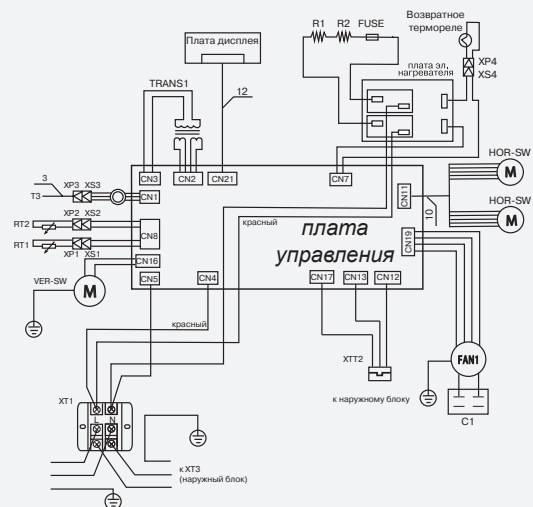 Возвратное
термореле
R1 R2 FUSE
Плата дисплея
плата эл.
нагревателя
XP4
XS4
TRANS1
12
HOR-SW
M
CN3 CN2 CN21 CN7
3
T3 XP3 XS3 CN1
CN11
10
HOR-SW
M
RT2 XP2 XS2
CN8
RT1 XP1 XS1
красный
плата
управления
CN19
CN16
VER-SW
M
CN5 CN4 CN17 CN13 CN12
красный
XTT2
FAN1
к наружному блоку
C1
XT1
L N
к XT3
(наружный блок)